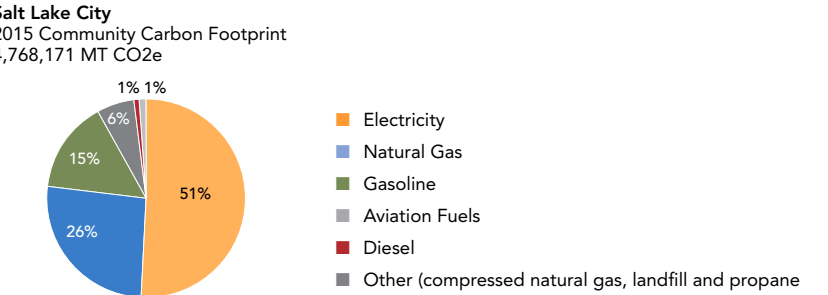 Salt Lake City
2015 Community Carbon Footprint
4,768,171 MT CO2e
1% 1%
6%
15%
51%
26%
Electricity
Natural Gas
Gasoline
Aviation Fuels
Diesel
Other (compressed natural gas, landfill and propane